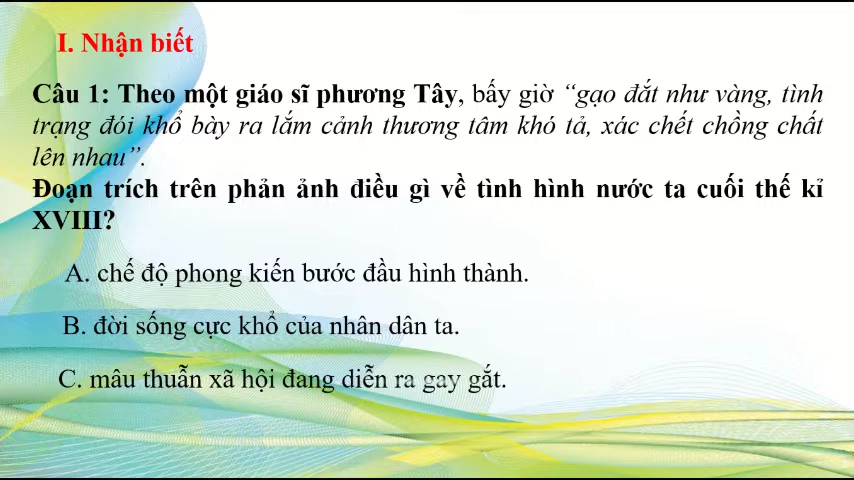 I. Nhận biết
Câu 1: Theo một giáo sĩ phương Tây, bấy giờ “gạo đắt như vàng, tình
trạng đói khổ bày ra lắm cảnh thương tâm khó tả, xác chết chồng chất
lên nhau”.
Đoạn trích trên phản ảnh điều gì về tình hình nước ta cuối thế kỉ
XVIII?
A. chế độ phong kiến bước đầu hình thành.
B. đời sống cực khổ của nhân dân ta.
C. mâu thuẫn xã hội đang diễn ra gay gắt.